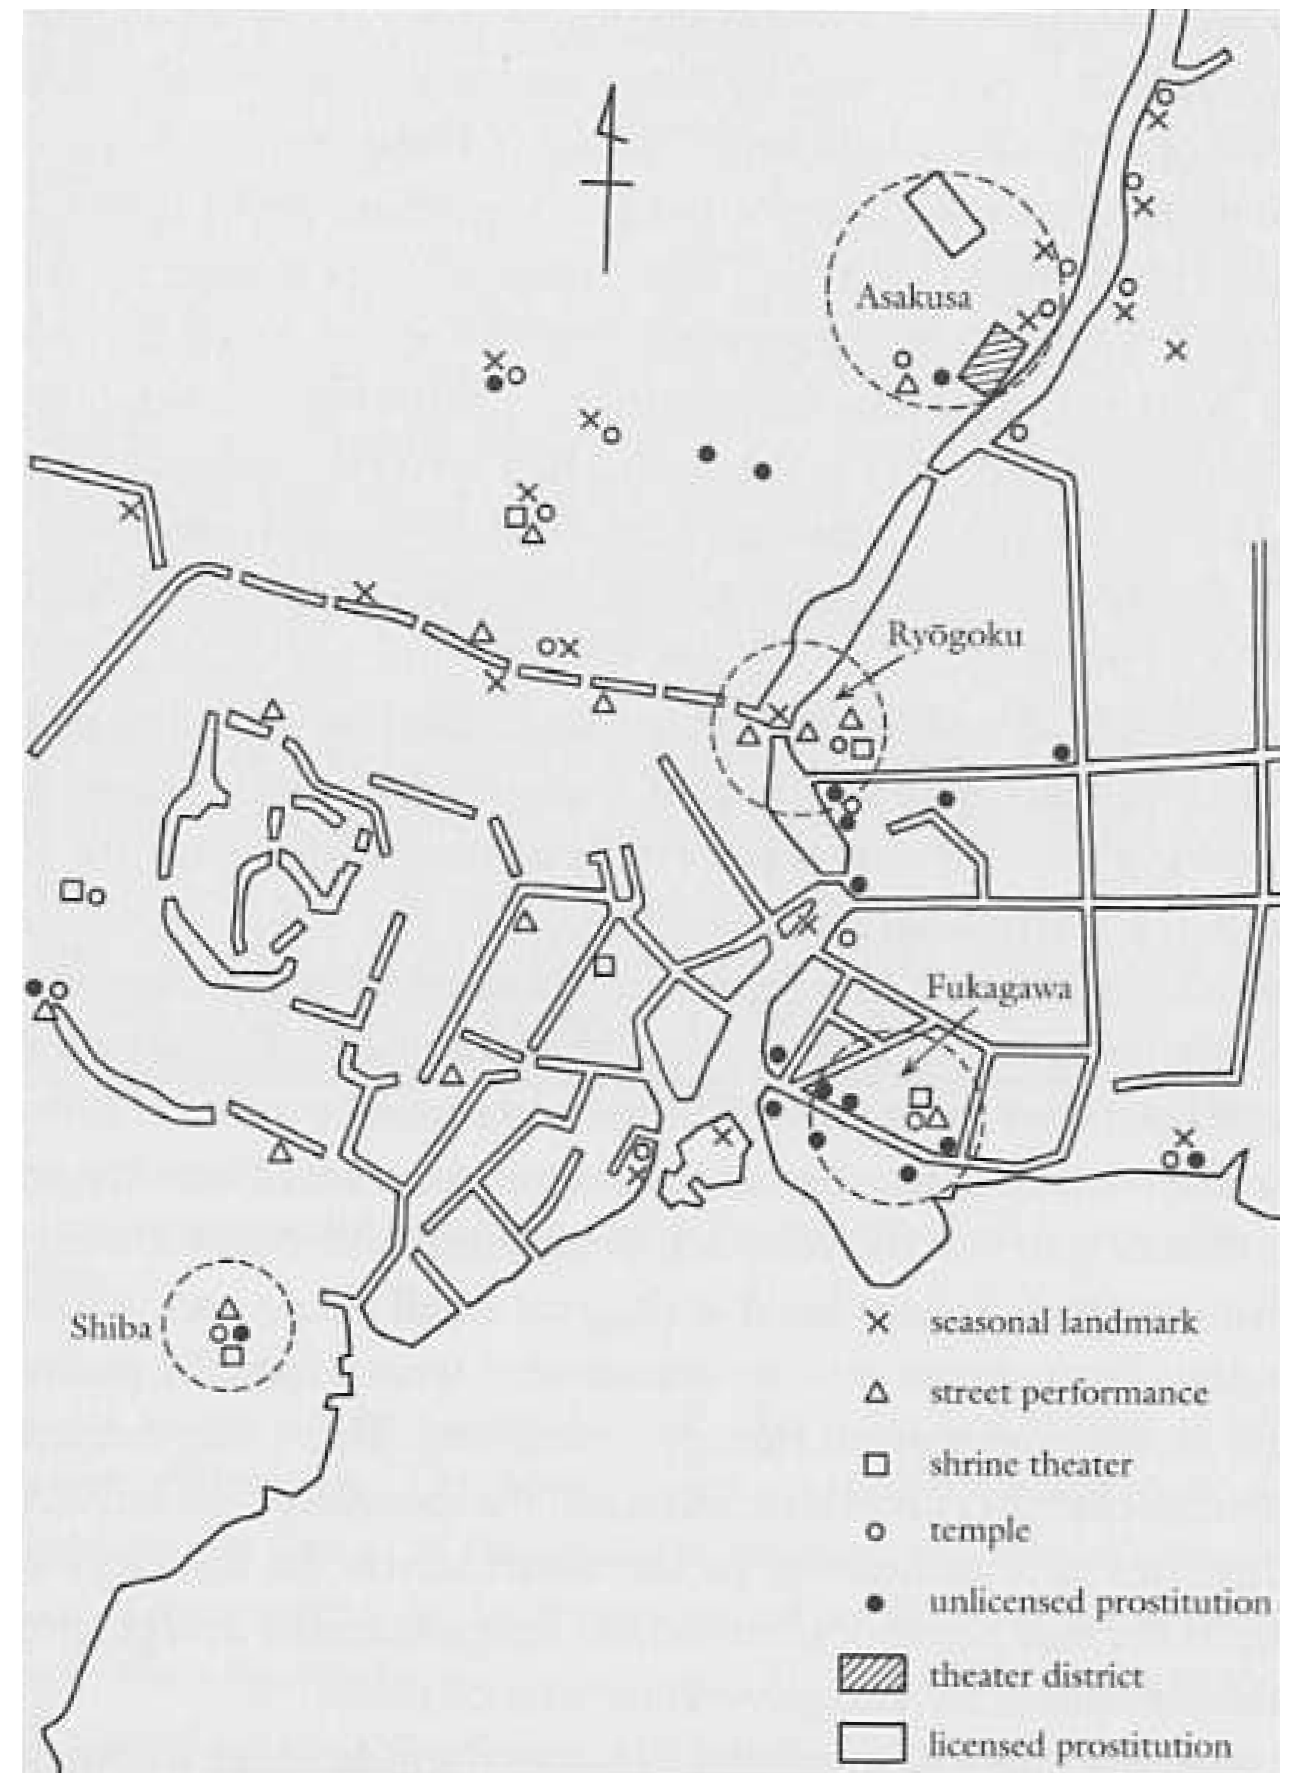 Asakusa
Ryōgoku
Fukagawa
Shiba
seasonal landmark
street performance
shrine theater
temple
unlicensed prostitution
theater district
licensed prostitution